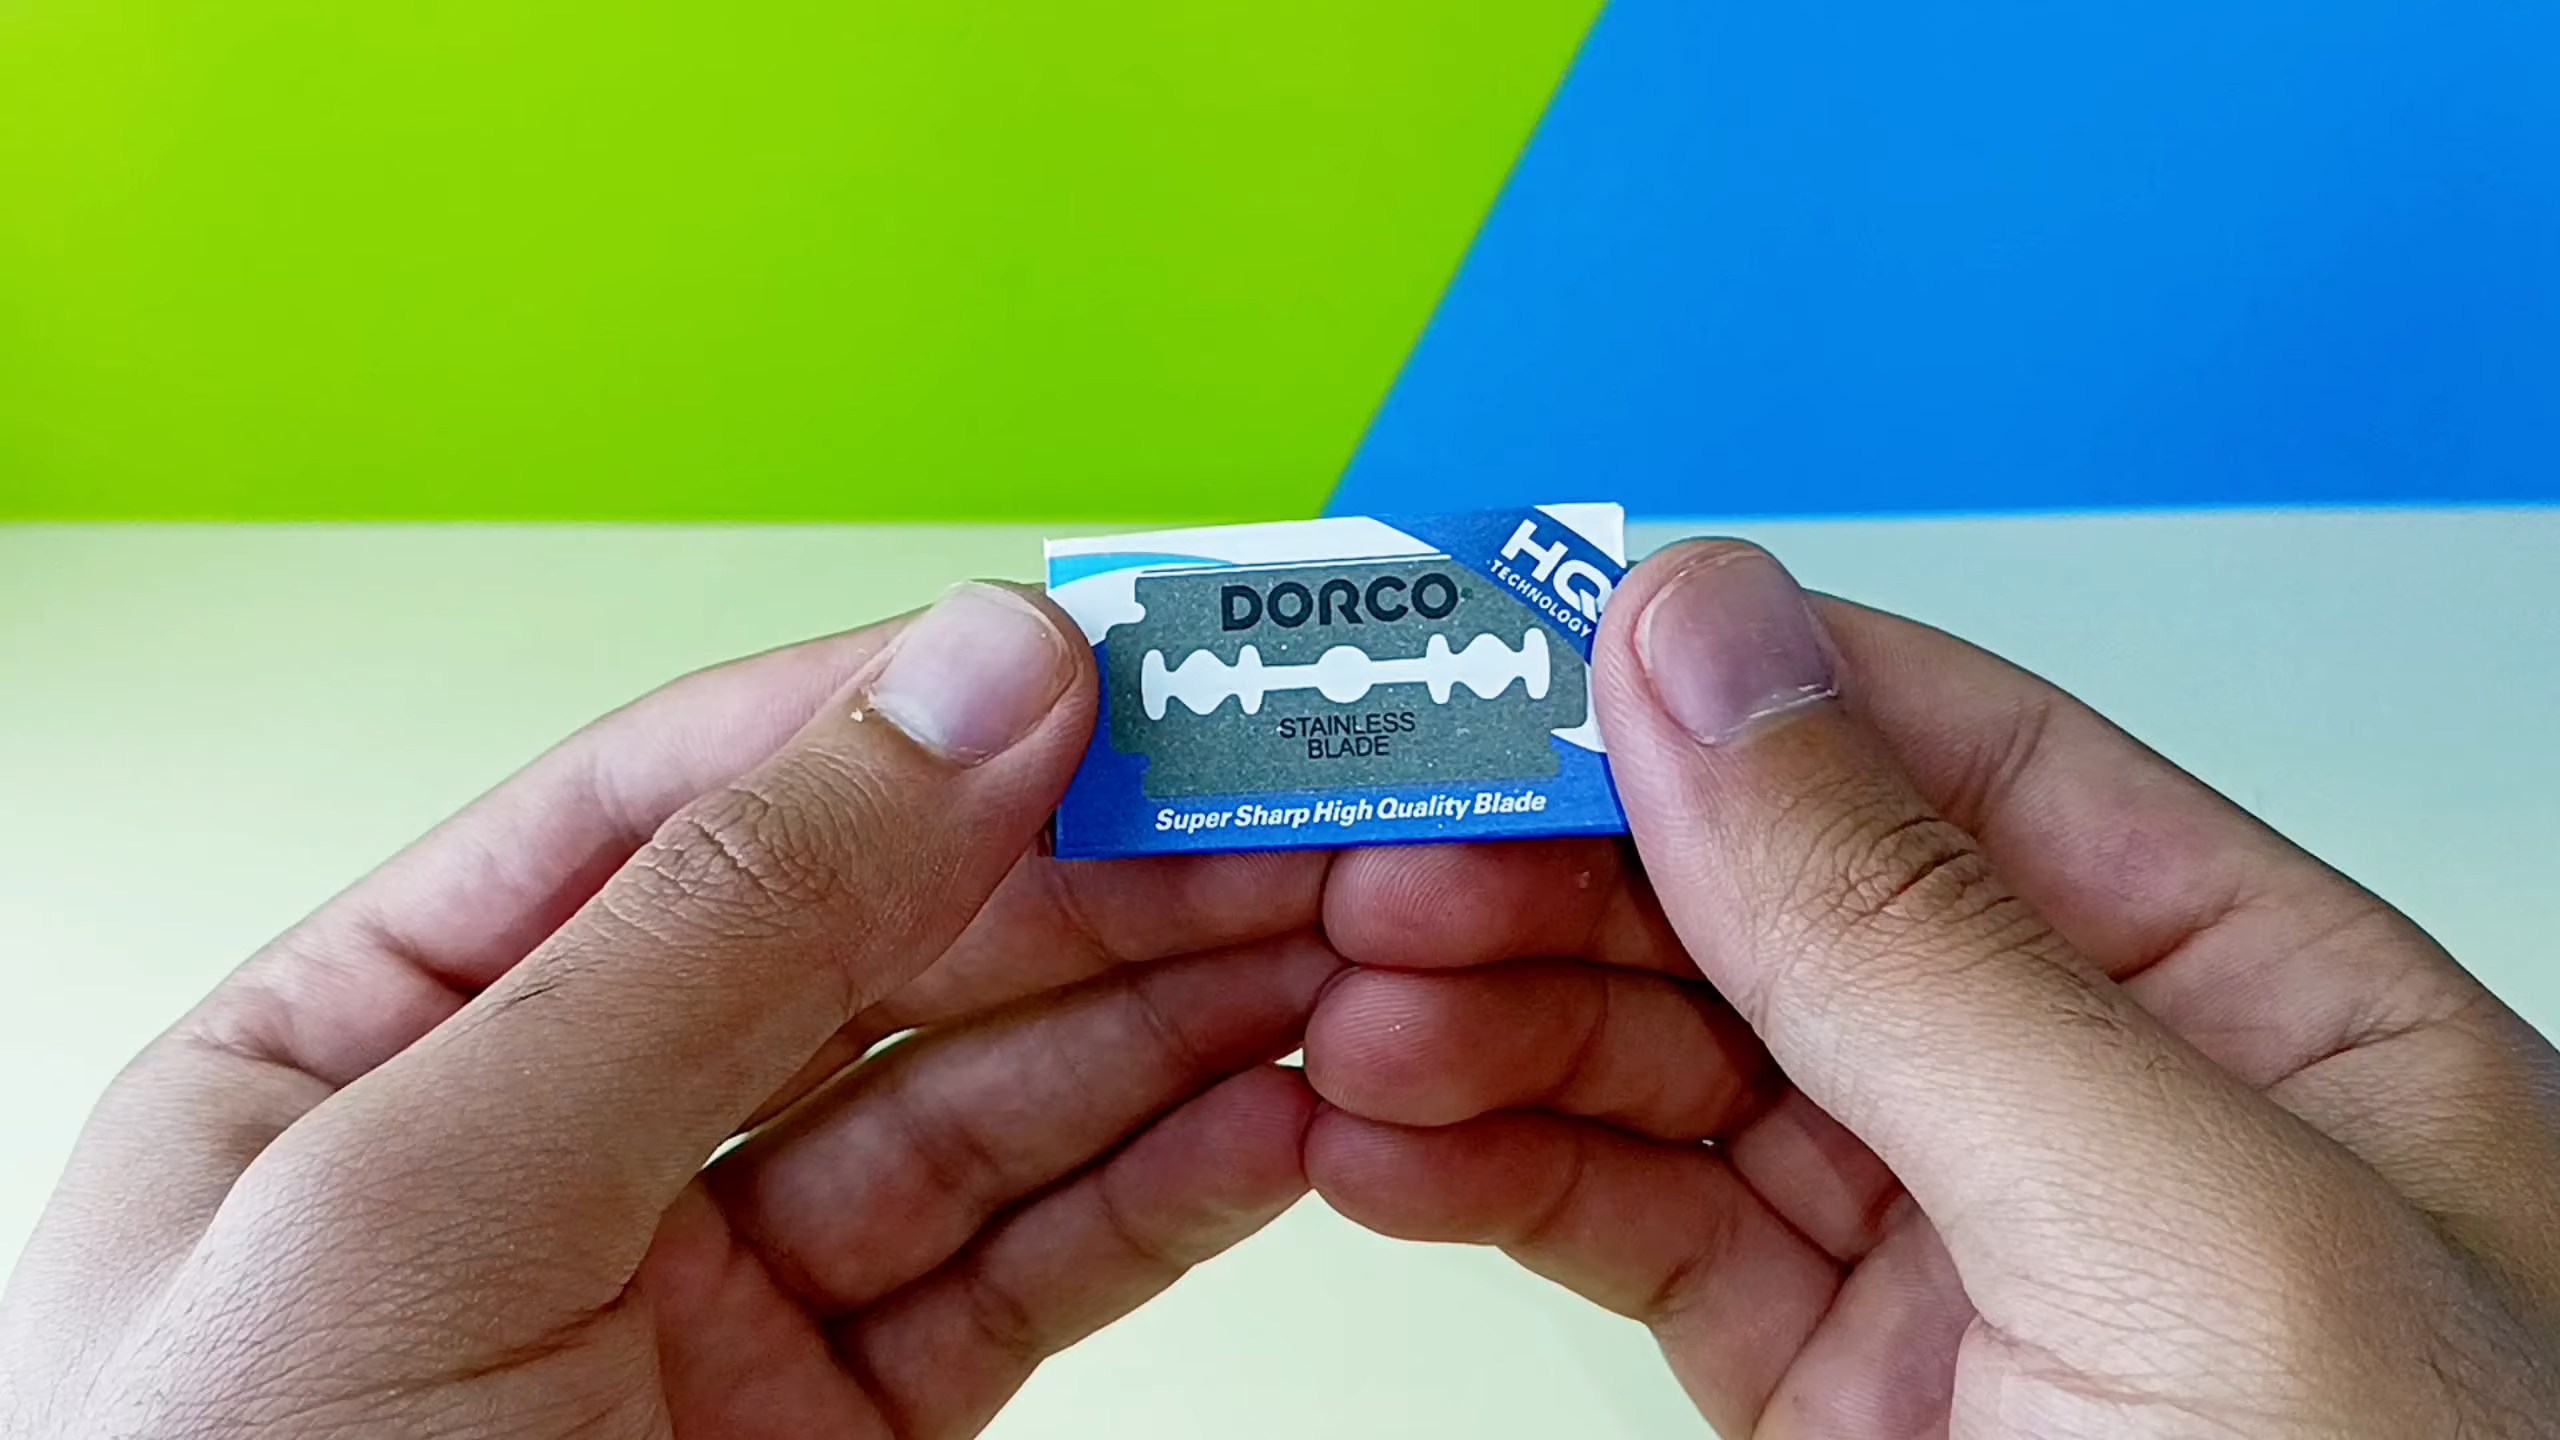 HQ
TECHNOLOGY
DORCO
STAINLESS
BLADE
Super Sharp High Quality Blade